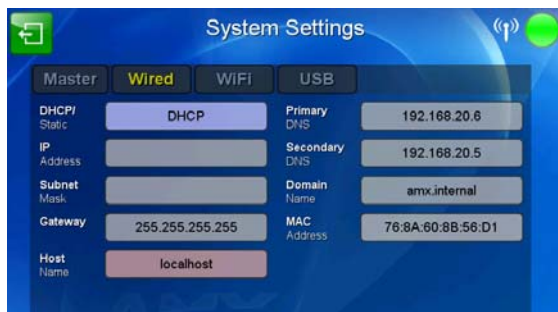 System Settings
Master Wired WiFi USB
DHCP/
Static
DHCP
Primary
DNS
192.168.20.6
IP
Address
Secondary
DNS
192.168.20.5
Subnet
Mask
Domain
Name
amx.internal
Gateway
255.255.255.255
MAC
Address
76:8A:60:8B:56:D1
Host
Name
localhost
AMX